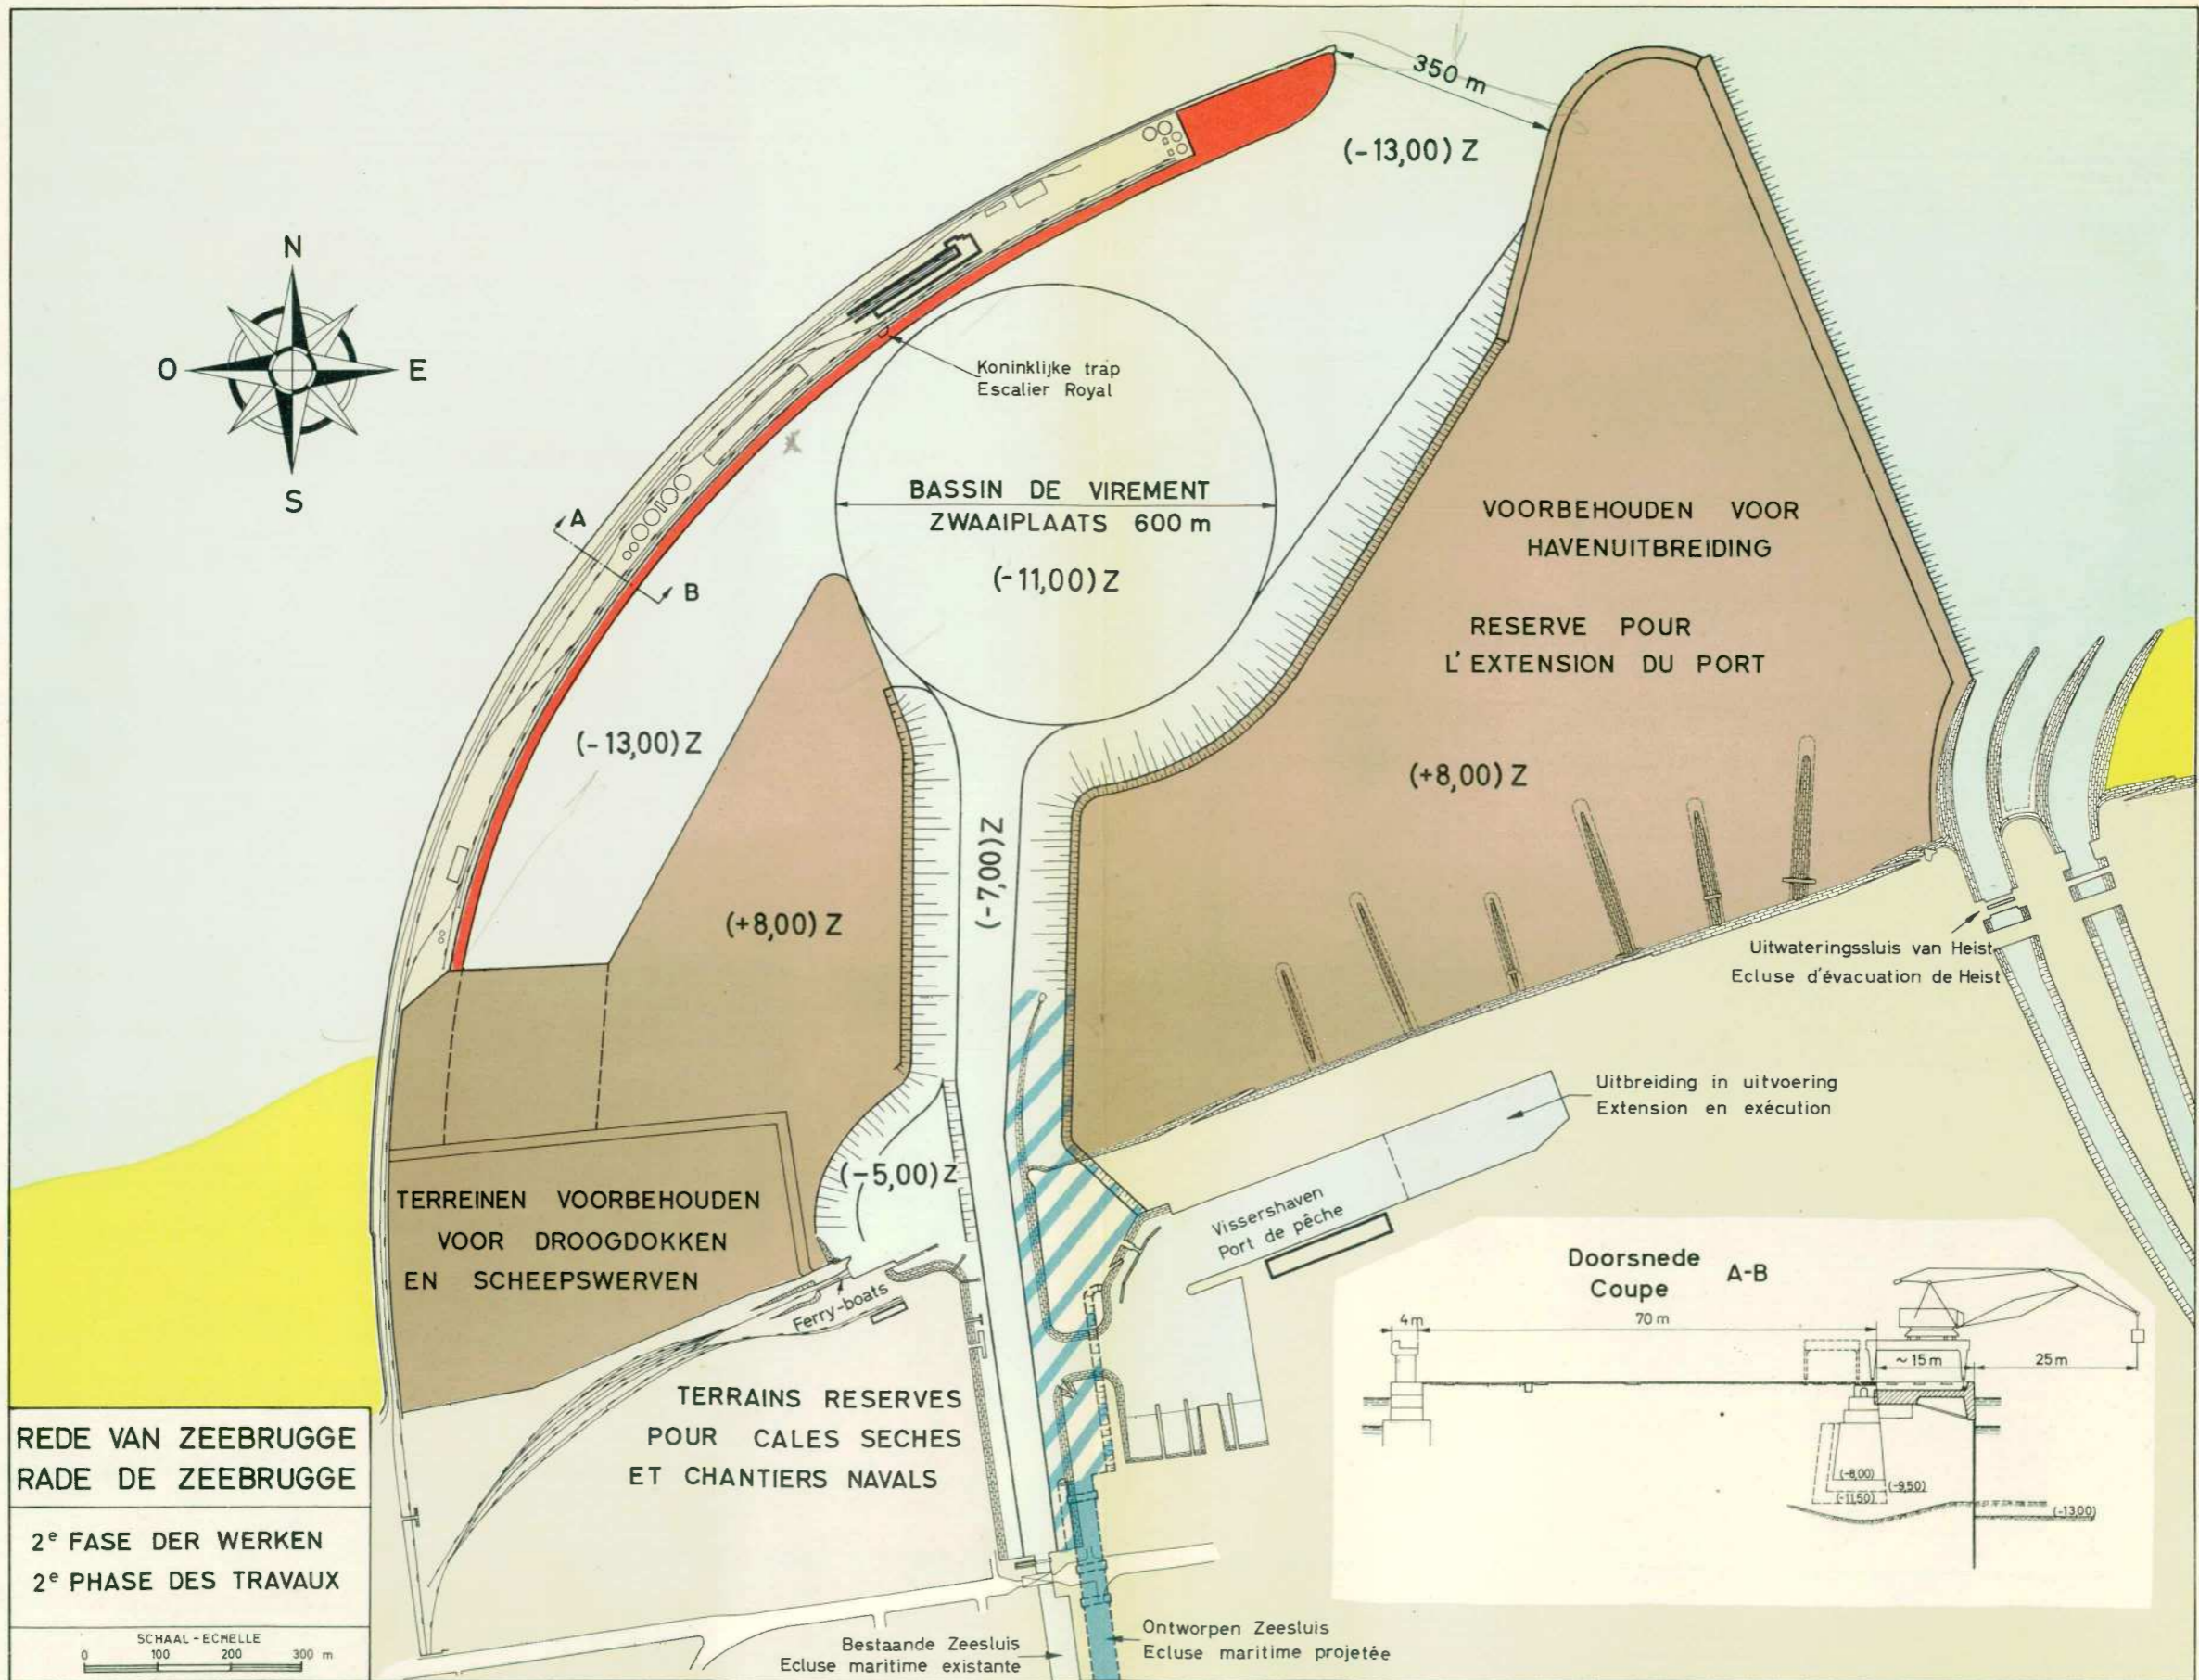 350 m
(-13,00) Z
N
O
E
S
Koninklijke trap
Escalier Royal
BASSIN DE VIREMENT
ZWAAIPLAATS 600 m
(-11,00) Z
A
B
VOORBEHOUDEN VOOR
HAVENUITBREIDING
RESERVE POUR
L'EXTENSION DU PORT
(-13,00) Z
(+8,00) Z
(-7,00) Z
(+8,00) Z
Uitwateringssluis van Heist
Ecluse d'évacuation de Heist
Uitbreiding in uitvoering
Extension en exécution
(-5,00) Z
TERREINEN VOORBEHOUDEN
VOOR DROOGDOKKEN
EN SCHEEPSWERVEN
Vissershaven
Port de pêche
Ferry-boats
Doorsnede
Coupe
A-B
4 m
70 m
~15 m
25 m
(-8,00)
(-9,50)
(-11,50)
(-13,00)
TERRAINS RESERVES
POUR CALES SECHES
ET CHANTIERS NAVALS
REDE VAN ZEEBRUGGE
RADE DE ZEEBRUGGE
2e FASE DER WERKEN
2e PHASE DES TRAVAUX
SCHAAL - ECHELLE
0 100 200 300 m
Bestaande Zeesluis
Ecluse maritime existante
Ontworpen Zeesluis
Ecluse maritime projetée